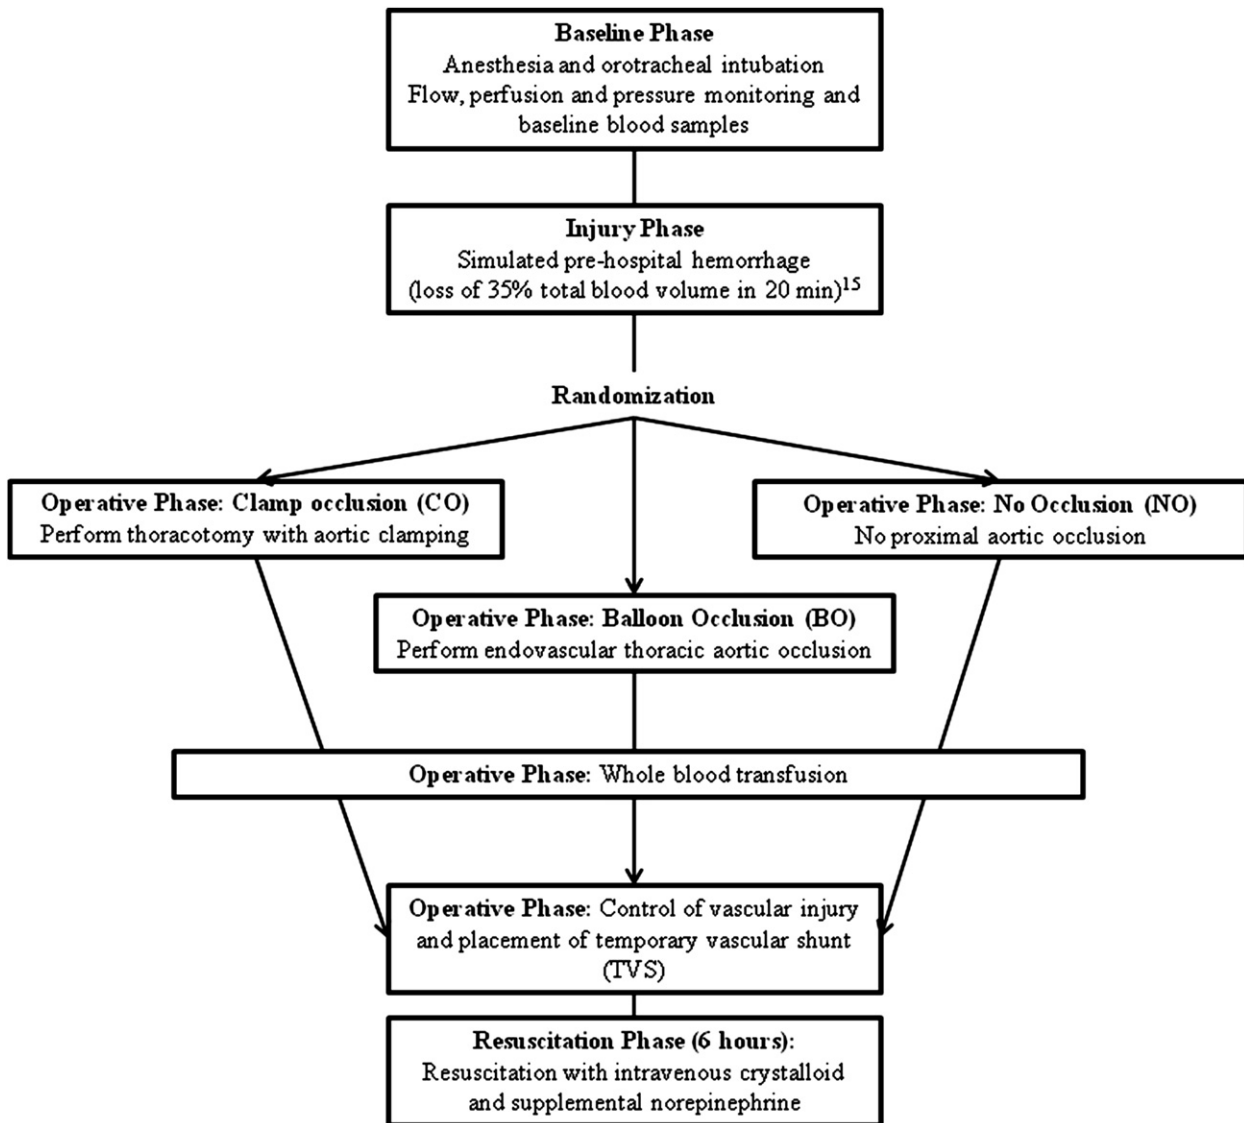 Baseline Phase
Anesthesia and orotracheal intubation
Flow, perfusion and pressure monitoring and
baseline blood samples
Injury Phase
Simulated pre-hospital hemorrhage
(loss of 35% total blood volume in 20 min)15
Randomization
Operative Phase: Clamp occlusion (CO)
Perform thoracotomy with aortic clamping
Operative Phase: No Occlusion (NO)
No proximal aortic occlusion
Operative Phase: Balloon Occlusion (BO)
Perform endovascular thoracic aortic occlusion
Operative Phase: Whole blood transfusion
Operative Phase: Control of vascular injury
and placement of temporary vascular shunt
(TVS)
Resuscitation Phase (6 hours):
Resuscitation with intravenous crystalloid
and supplemental norepinephrine